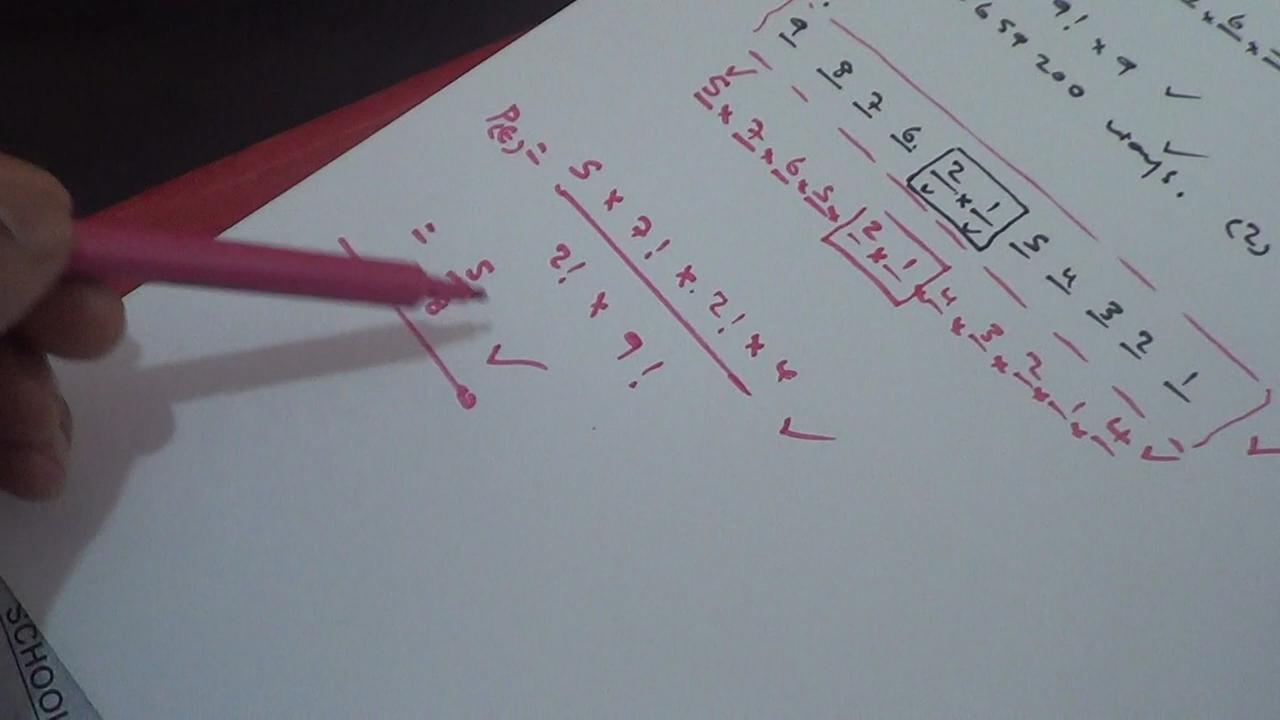 × 6 ×
9! × 9
659 200 ways.
(2)
9 8 7 6 2 × 1 5 4 3 2 1
5 × 7 × 6 × 5 × 2 × 1 × 4 × 3 × 2 × 1 × 4
P(E) = 5 × 7! × 2! × 4
2! × 9!
= 5
SCHOOL